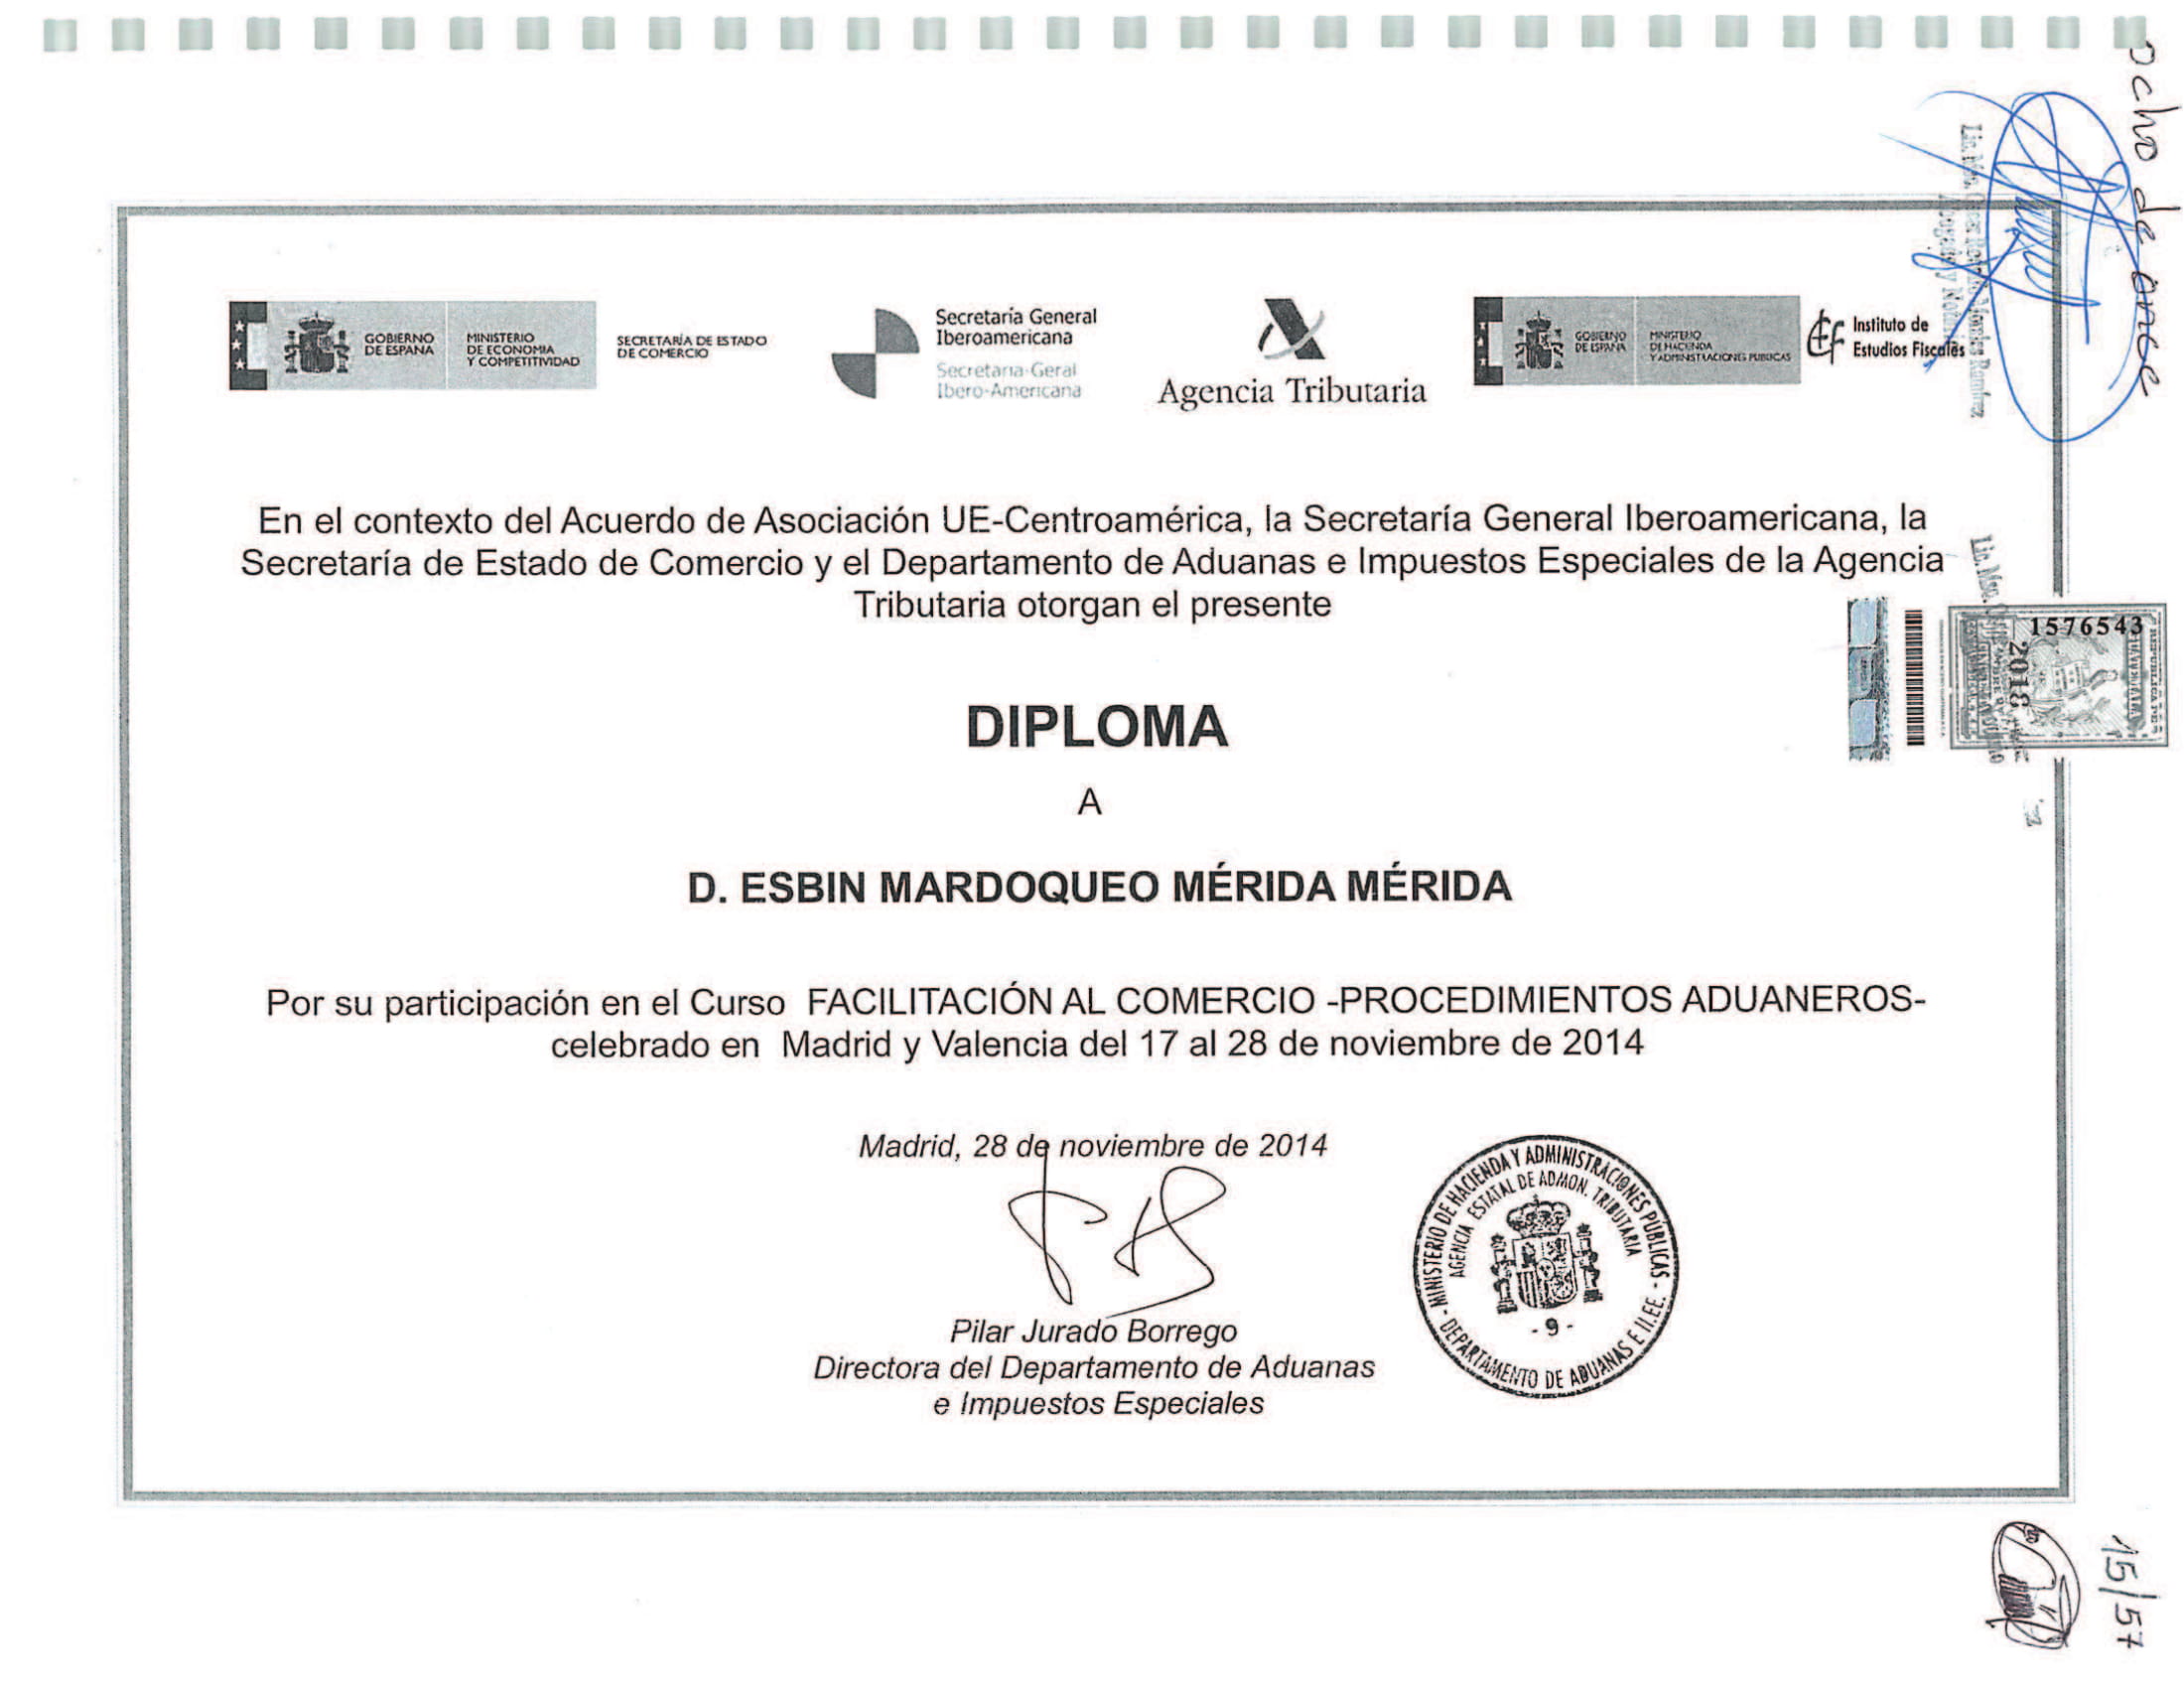 ocho de once
GOBIERNO
DE ESPAÑA
MINISTERIO
DE ECONOMÍA
Y COMPETITIVIDAD
SECRETARÍA DE ESTADO
DE COMERCIO
Secretaría General
Iberoamericana
Secretaria-Geral
Ibero-Americana
Agencia Tributaria
GOBIERNO
DE ESPAÑA
MINISTERIO
DE HACIENDA
Y ADMINISTRACIONES PÚBLICAS
Instituto de
Estudios Fiscales
En el contexto del Acuerdo de Asociación UE-Centroamérica, la Secretaría General Iberoamericana, la
Secretaría de Estado de Comercio y el Departamento de Aduanas e Impuestos Especiales de la Agencia
Tributaria otorgan el presente
1576543
2018
DIPLOMA
A
D. ESBIN MARDOQUEO MÉRIDA MÉRIDA
Por su participación en el Curso FACILITACIÓN AL COMERCIO -PROCEDIMIENTOS ADUANEROS-
celebrado en Madrid y Valencia del 17 al 28 de noviembre de 2014
Madrid, 28 de noviembre de 2014
Pilar Jurado Borrego
Directora del Departamento de Aduanas
e Impuestos Especiales
- MINISTERIO DE HACIENDA Y ADMINISTRACIONES PÚBLICAS -
AGENCIA ESTATAL DE ADMON. TRIBUTARIA
- 9 -
DEPARTAMENTO DE ADUANAS E II.EE.
15/57